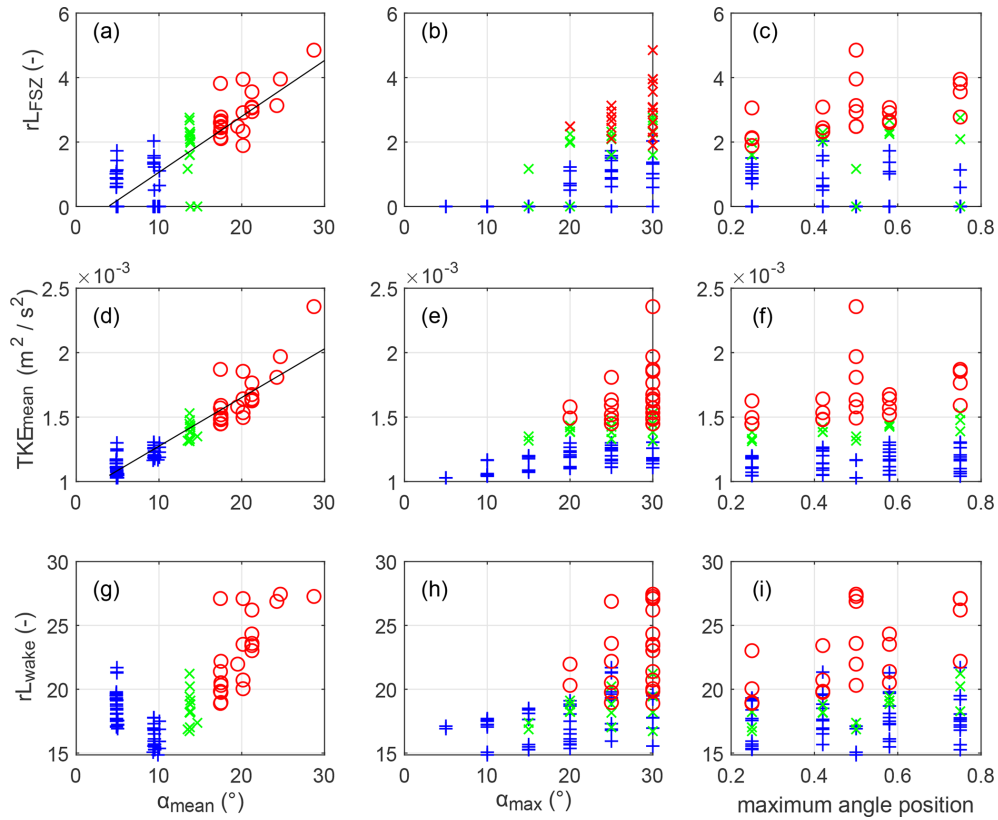 (a) (b) (c)
6 6 6
4 4 4
2 2 2
0 0 0
rL_FSZ (-)
0 10 20 30 0 10 20 30 0.2 0.4 0.6 0.8
×10⁻³ ×10⁻³ ×10⁻³
(d) (e) (f)
2.5 2.5 2.5
2 2 2
1.5 1.5 1.5
1 1 1
TKEmean (m² / s²)
0 10 20 30 0 10 20 30 0.2 0.4 0.6 0.8
(g) (h) (i)
30 30 30
25 25 25
20 20 20
15 15 15
rL_wake (-)
0 10 20 30 0 10 20 30 0.2 0.4 0.6 0.8
α_mean (°) α_max (°) maximum angle position